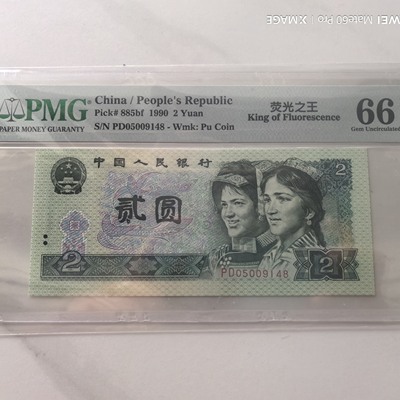 WEI Mate60 Pro / XMAGE
PMG
PAPER MONEY GUARANTY
China / People's Republic
Pick# 885bf 1990 2 Yuan
S/N PD05009148 - Wmk: Pu Coin
荧光之王
King of Fluorescence
66
Gem Uncirculated
中国人民银行
2
贰圆
PD05009148
2
2